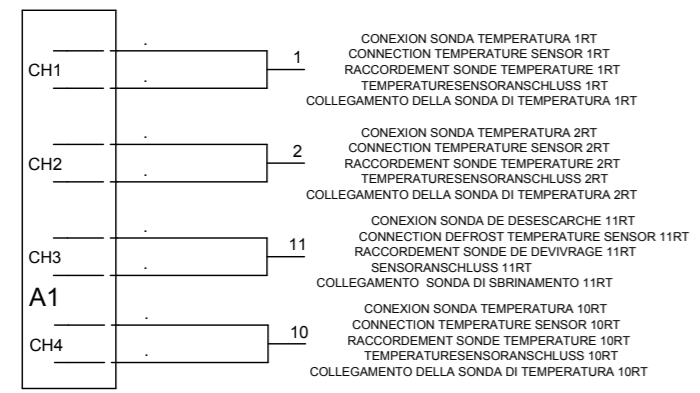 CONEXION SONDA TEMPERATURA 1RT
CONNECTION TEMPERATURE SENSOR 1RT
CH1
1
RACCORDEMENT SONDE TEMPERATURE 1RT
TEMPERATURESENSORANSCHLUSS 1RT
COLLEGAMENTO DELLA SONDA DI TEMPERATURA 1RT
CONEXION SONDA TEMPERATURA 2RT
CONNECTION TEMPERATURE SENSOR 2RT
CH2
2
RACCORDEMENT SONDE TEMPERATURE 2RT
TEMPERATURESENSORANSCHLUSS 2RT
COLLEGAMENTO DELLA SONDA DI TEMPERATURA 2RT
CONEXION SONDA DE DESESCARCHE 11RT
CONNECTION DEFROST TEMPERATURE SENSOR 11RT
CH3
11
RACCORDEMENT SONDE DE DEVIVRAGE 11RT
SENSORANSCHLUSS 11RT
COLLEGAMENTO SONDA DI SBRINAMENTO 11RT
A1
CONEXION SONDA TEMPERATURA 10RT
CONNECTION TEMPERATURE SENSOR 10RT
CH4
10
RACCORDEMENT SONDE TEMPERATURE 10RT
TEMPERATURESENSORANSCHLUSS 10RT
COLLEGAMENTO DELLA SONDA DI TEMPERATURA 10RT